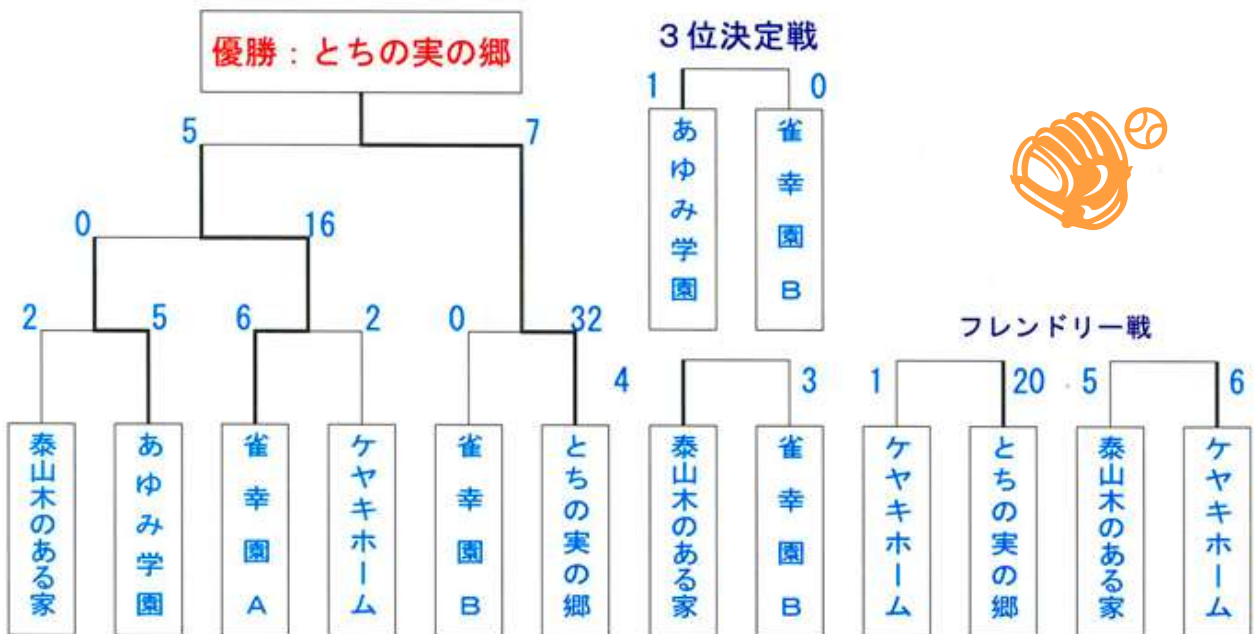 優勝：とちの実の郷
３位決定戦
1 0
あゆみ学園
雀幸園B
5 7
0 16
2 5 6 2 0 32
フレンドリー戦
4 3 1 20 5 6
泰山木のある家
あゆみ学園
雀幸園A
ケヤキホーム
雀幸園B
とちの実の郷
泰山木のある家
雀幸園B
ケヤキホーム
とちの実の郷
泰山木のある家
ケヤキホーム